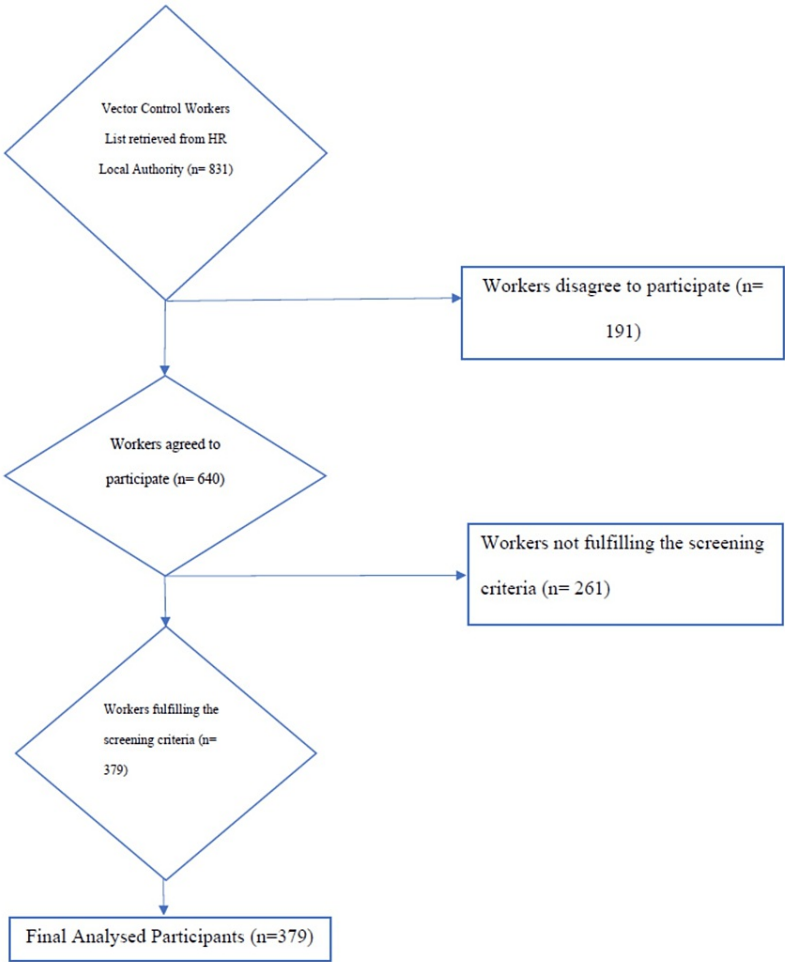 Vector Control Workers
List retrieved from HR
Local Authority (n= 831)
Workers disagree to participate (n=
191)
Workers agreed to
participate (n= 640)
Workers not fulfilling the screening
criteria (n= 261)
Workers fulfilling the
screening criteria (n=
379)
Final Analysed Participants (n=379)